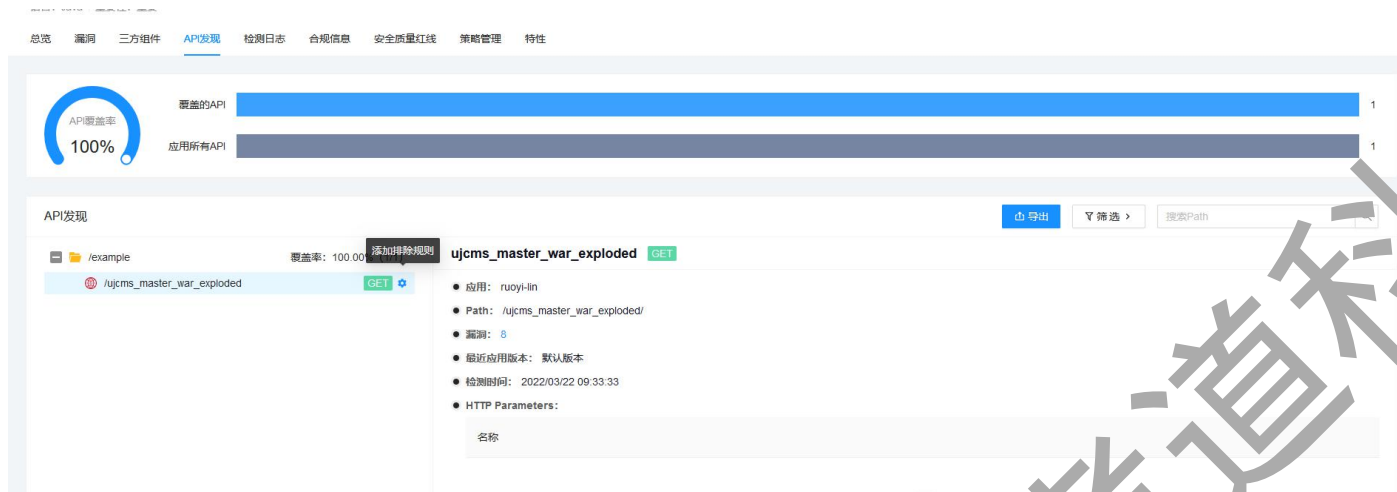 总览 漏洞 三方组件 API发现 检测日志 合规信息 安全质量红线 策略管理 特性
覆盖的API 1
API覆盖率
100%
应用所有API 1
API发现 导出 筛选 搜索Path
/example 覆盖率: 100.00% 添加排除规则
/ujcms_master_war_exploded GET
ujcms_master_war_exploded GET
应用: ruoyi-lin
Path: /ujcms_master_war_exploded/
漏洞: 8
最近应用版本: 默认版本
检测时间: 2022/03/22 09:33:33
HTTP Parameters:
名称
道